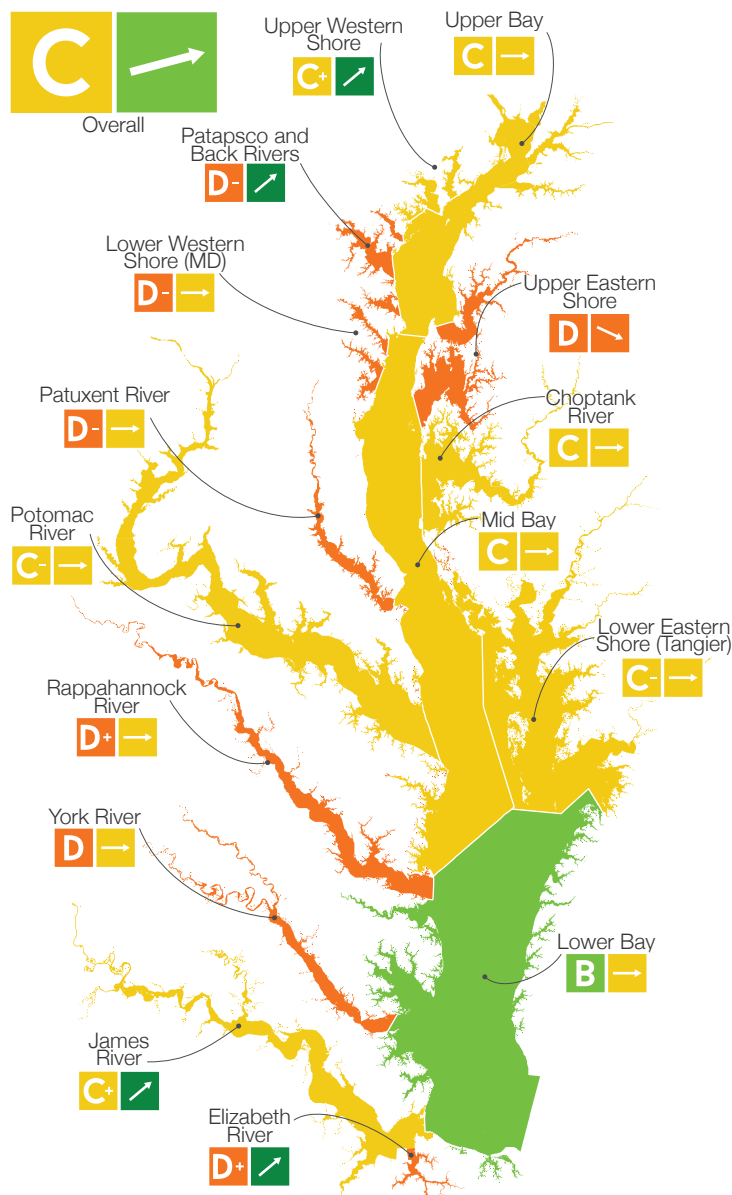 C
Overall
Upper Western
Shore
C+
Upper Bay
C
Patapsco and
Back Rivers
D-
Lower Western
Shore (MD)
D-
Upper Eastern
Shore
D
Patuxent River
D-
Choptank
River
C
Potomac
River
C-
Mid Bay
C
Lower Eastern
Shore (Tangier)
C-
Rappahannock
River
D+
York River
D
Lower Bay
B
James
River
C+
Elizabeth
River
D+